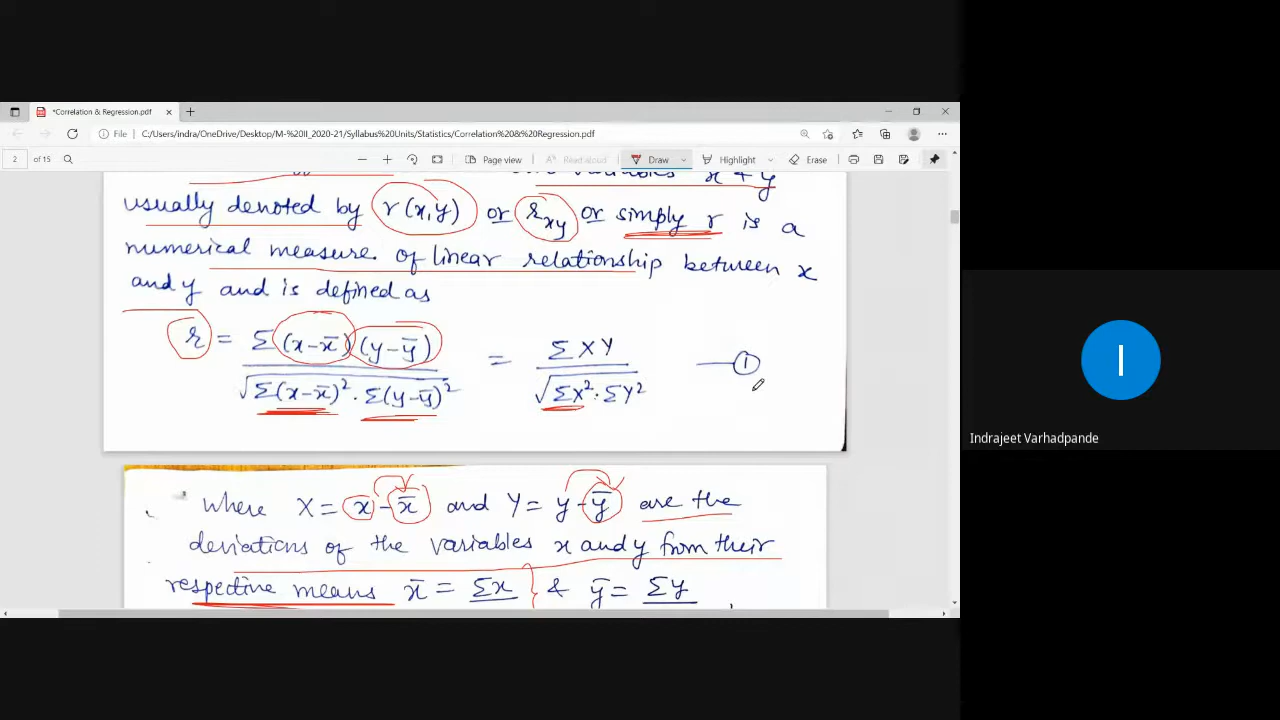 *Correlation & Regression.pdf
File C:/Users/indra/OneDrive/Desktop/M-%20II_2020-21/Syllabus%20Units/Statistics/Correlation%20&%20Regression.pdf
2 of 15 Page view Read aloud Draw Highlight Erase
variables x & y
usually denoted by r(x,y) or r_xy or simply r is a
numerical measure of linear relationship between x
and y and is defined as
r = Σ(x-x̄)(y-ȳ) / √Σ(x-x̄)² · Σ(y-ȳ)² = ΣXY / √ΣX² · ΣY² — ①
where X = x - x̄ and Y = y - ȳ are the
deviations of the variables x and y from their
respective means x̄ = Σx } & ȳ = Σy
I
Indrajeet Varhadpande